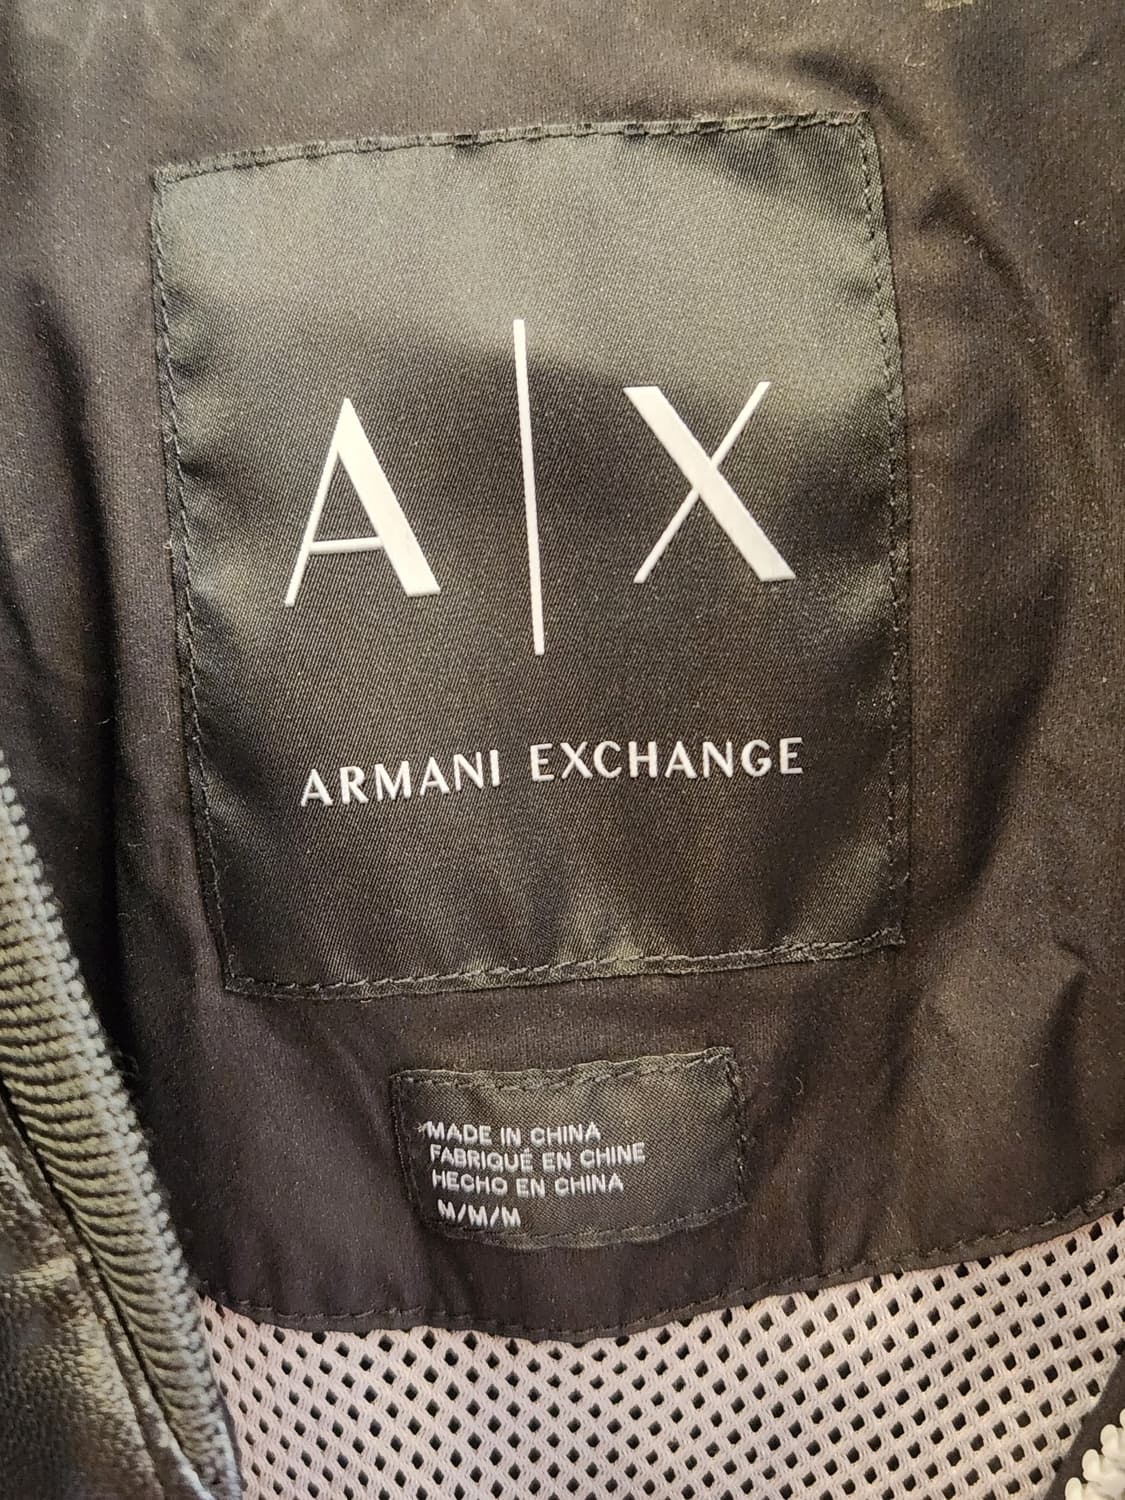 A|X
ARMANI EXCHANGE
MADE IN CHINA
FABRIQUÉ EN CHINE
HECHO EN CHINA
M/M/M